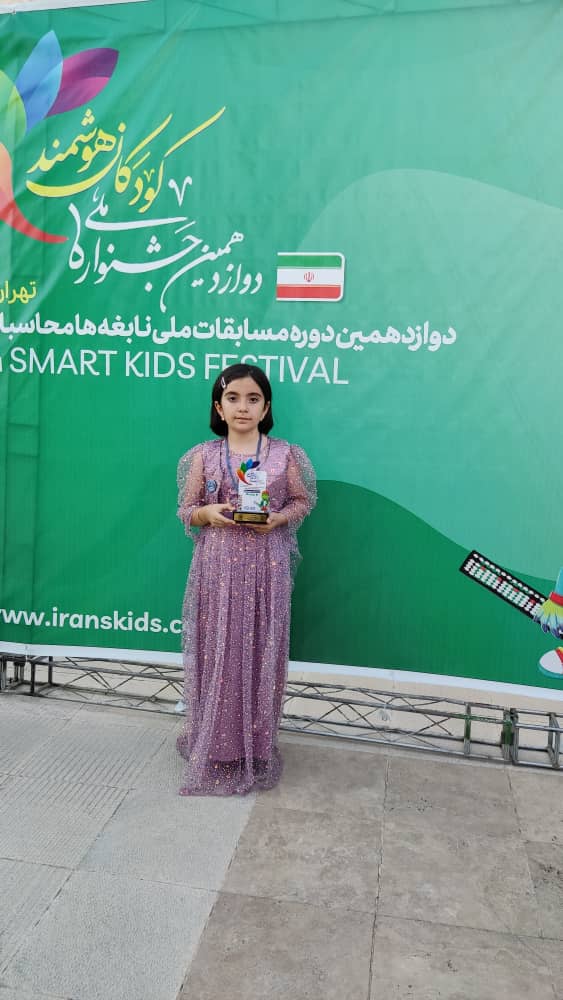 کودکان هوشمند
دوازدهمین جشنواره ملی
تهران
دوازدهمین دوره مسابقات ملی نابغه ها محاسبا
SMART KIDS FESTIVAL
www.iranskids.c